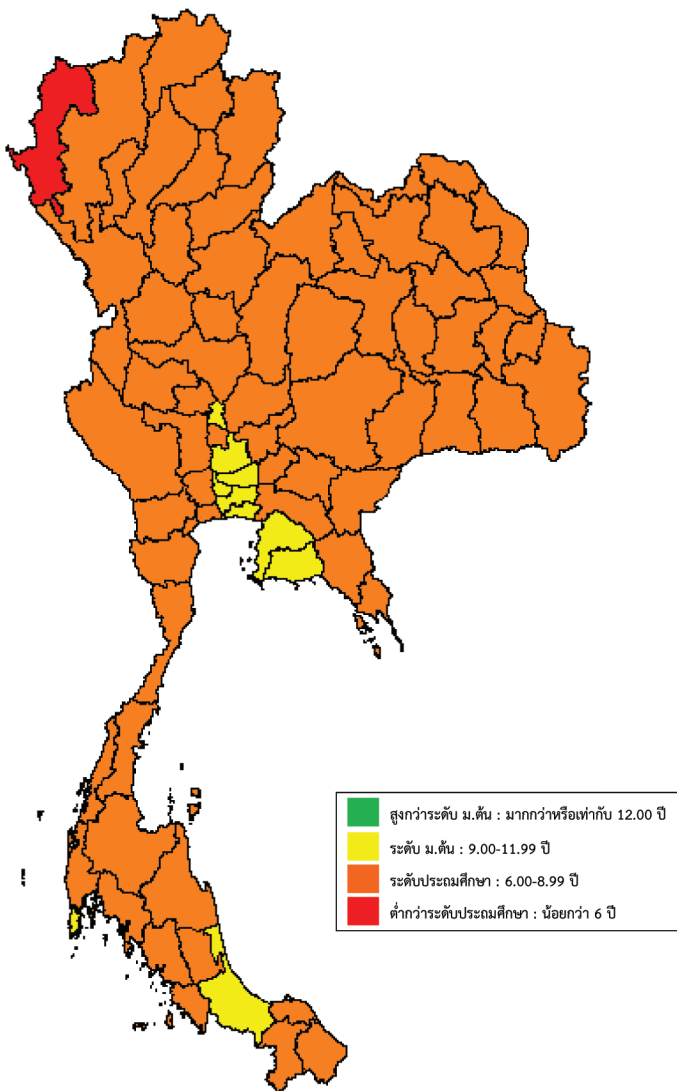 สูงกว่าระดับ ม.ต้น : มากกว่าหรือเท่ากับ 12.00 ปี
ระดับ ม.ต้น : 9.00-11.99 ปี
ระดับประถมศึกษา : 6.00-8.99 ปี
ต่ำกว่าระดับประถมศึกษา : น้อยกว่า 6 ปี